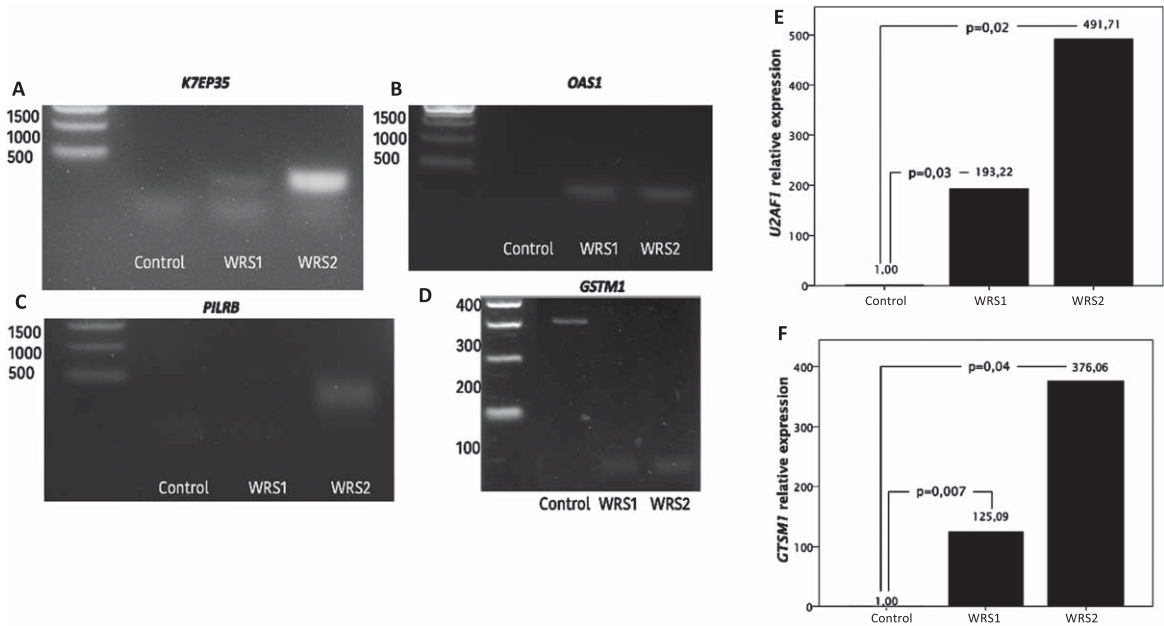 A
K7EP35
1500
1000
500
Control WRS1 WRS2
B
OAS1
1500
1000
500
Control WRS1 WRS2
C
PILRB
1500
1000
500
Control WRS1 WRS2
D
GSTM1
400
300
200
100
Control WRS1 WRS2
E
U2AF1 relative expression
500
400
300
200
100
0
p=0,02
491,71
p=0,03
193,22
1,00
Control WRS1 WRS2
F
GTSM1 relative expression
400
300
200
100
0
p=0,04
376,06
p=0,007
125,09
1,00
Control WRS1 WRS2